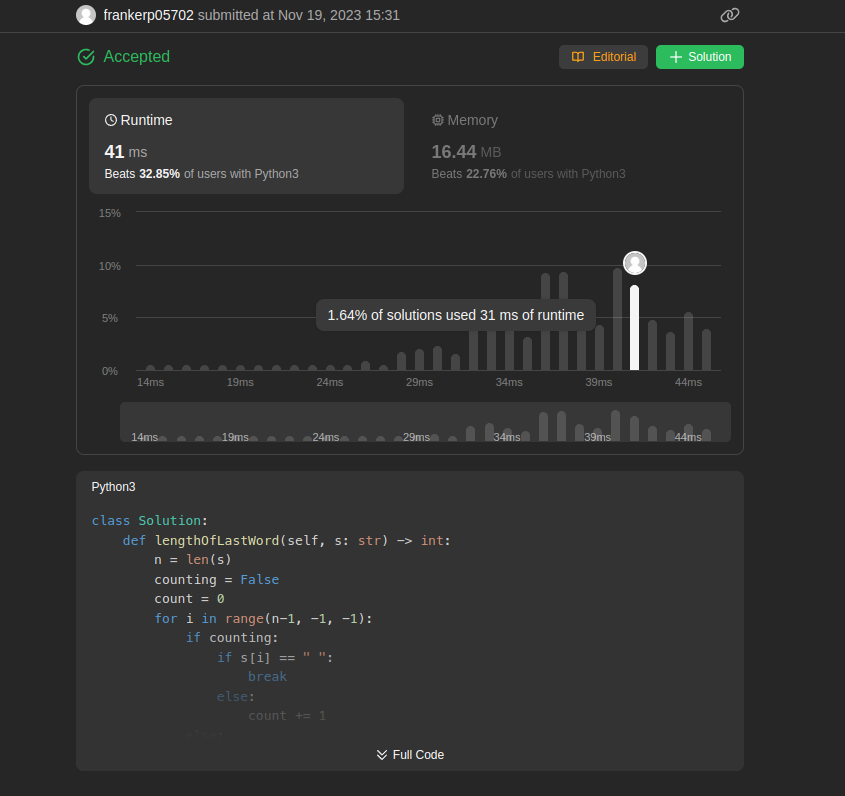 frankerp05702 submitted at Nov 19, 2023 15:31
Accepted
Editorial
Solution
Runtime
41 ms
Beats 32.85% of users with Python3
Memory
16.44 MB
Beats 22.76% of users with Python3
15%
10%
5%
0%
1.64% of solutions used 31 ms of runtime
14ms 19ms 24ms 29ms 34ms 39ms 44ms
14ms 19ms 24ms 29ms 34ms 39ms 44ms
Python3
class Solution:
    def lengthOfLastWord(self, s: str) -> int:
        n = len(s)
        counting = False
        count = 0
        for i in range(n-1, -1, -1):
            if counting:
                if s[i] == " ":
                    break
                else:
                    count += 1
Full Code